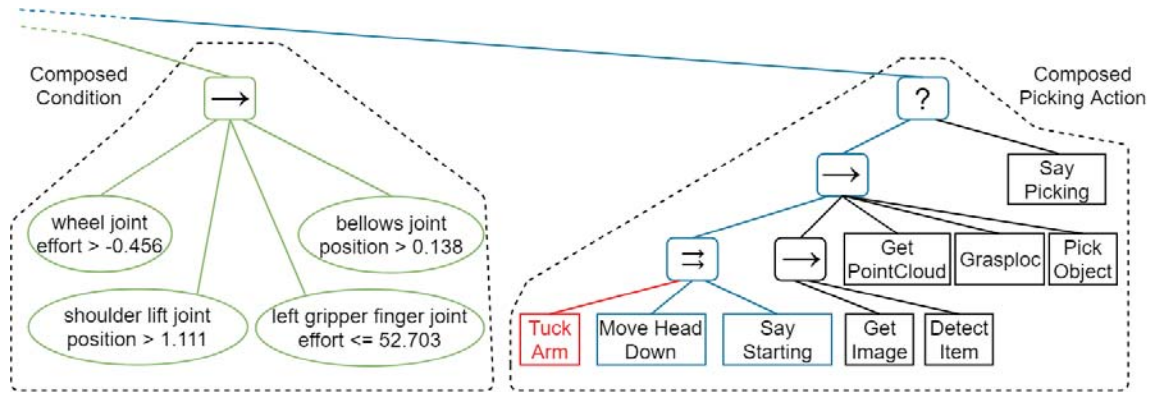 Composed
Condition
→
wheel joint
effort > -0.456
bellows joint
position > 0.138
shoulder lift joint
position > 1.111
left gripper finger joint
effort <= 52.703
Composed
Picking Action
?
→
Say
Picking
⇉
→
Get
PointCloud
Grasploc
Pick
Object
Tuck
Arm
Move Head
Down
Say
Starting
Get
Image
Detect
Item